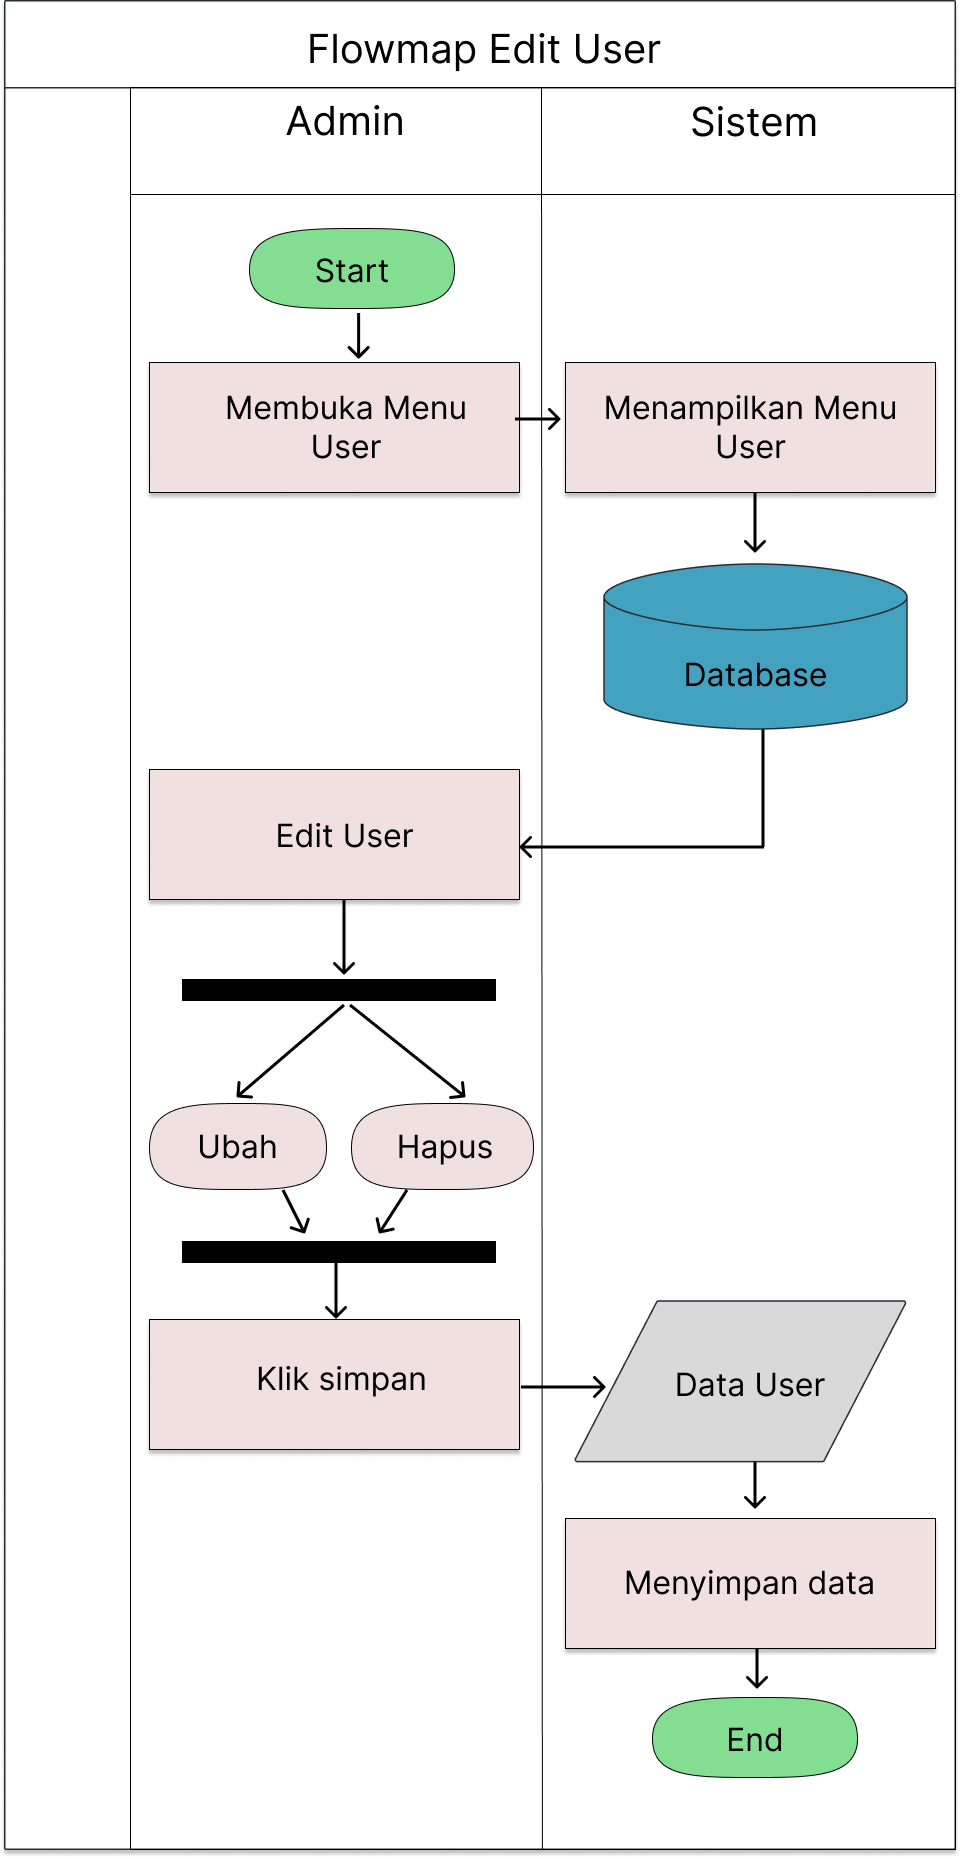 Flowmap Edit User
Admin
Sistem
Start
Membuka Menu
User
Menampilkan Menu
User
Database
Edit User
Ubah
Hapus
Klik simpan
Data User
Menyimpan data
End